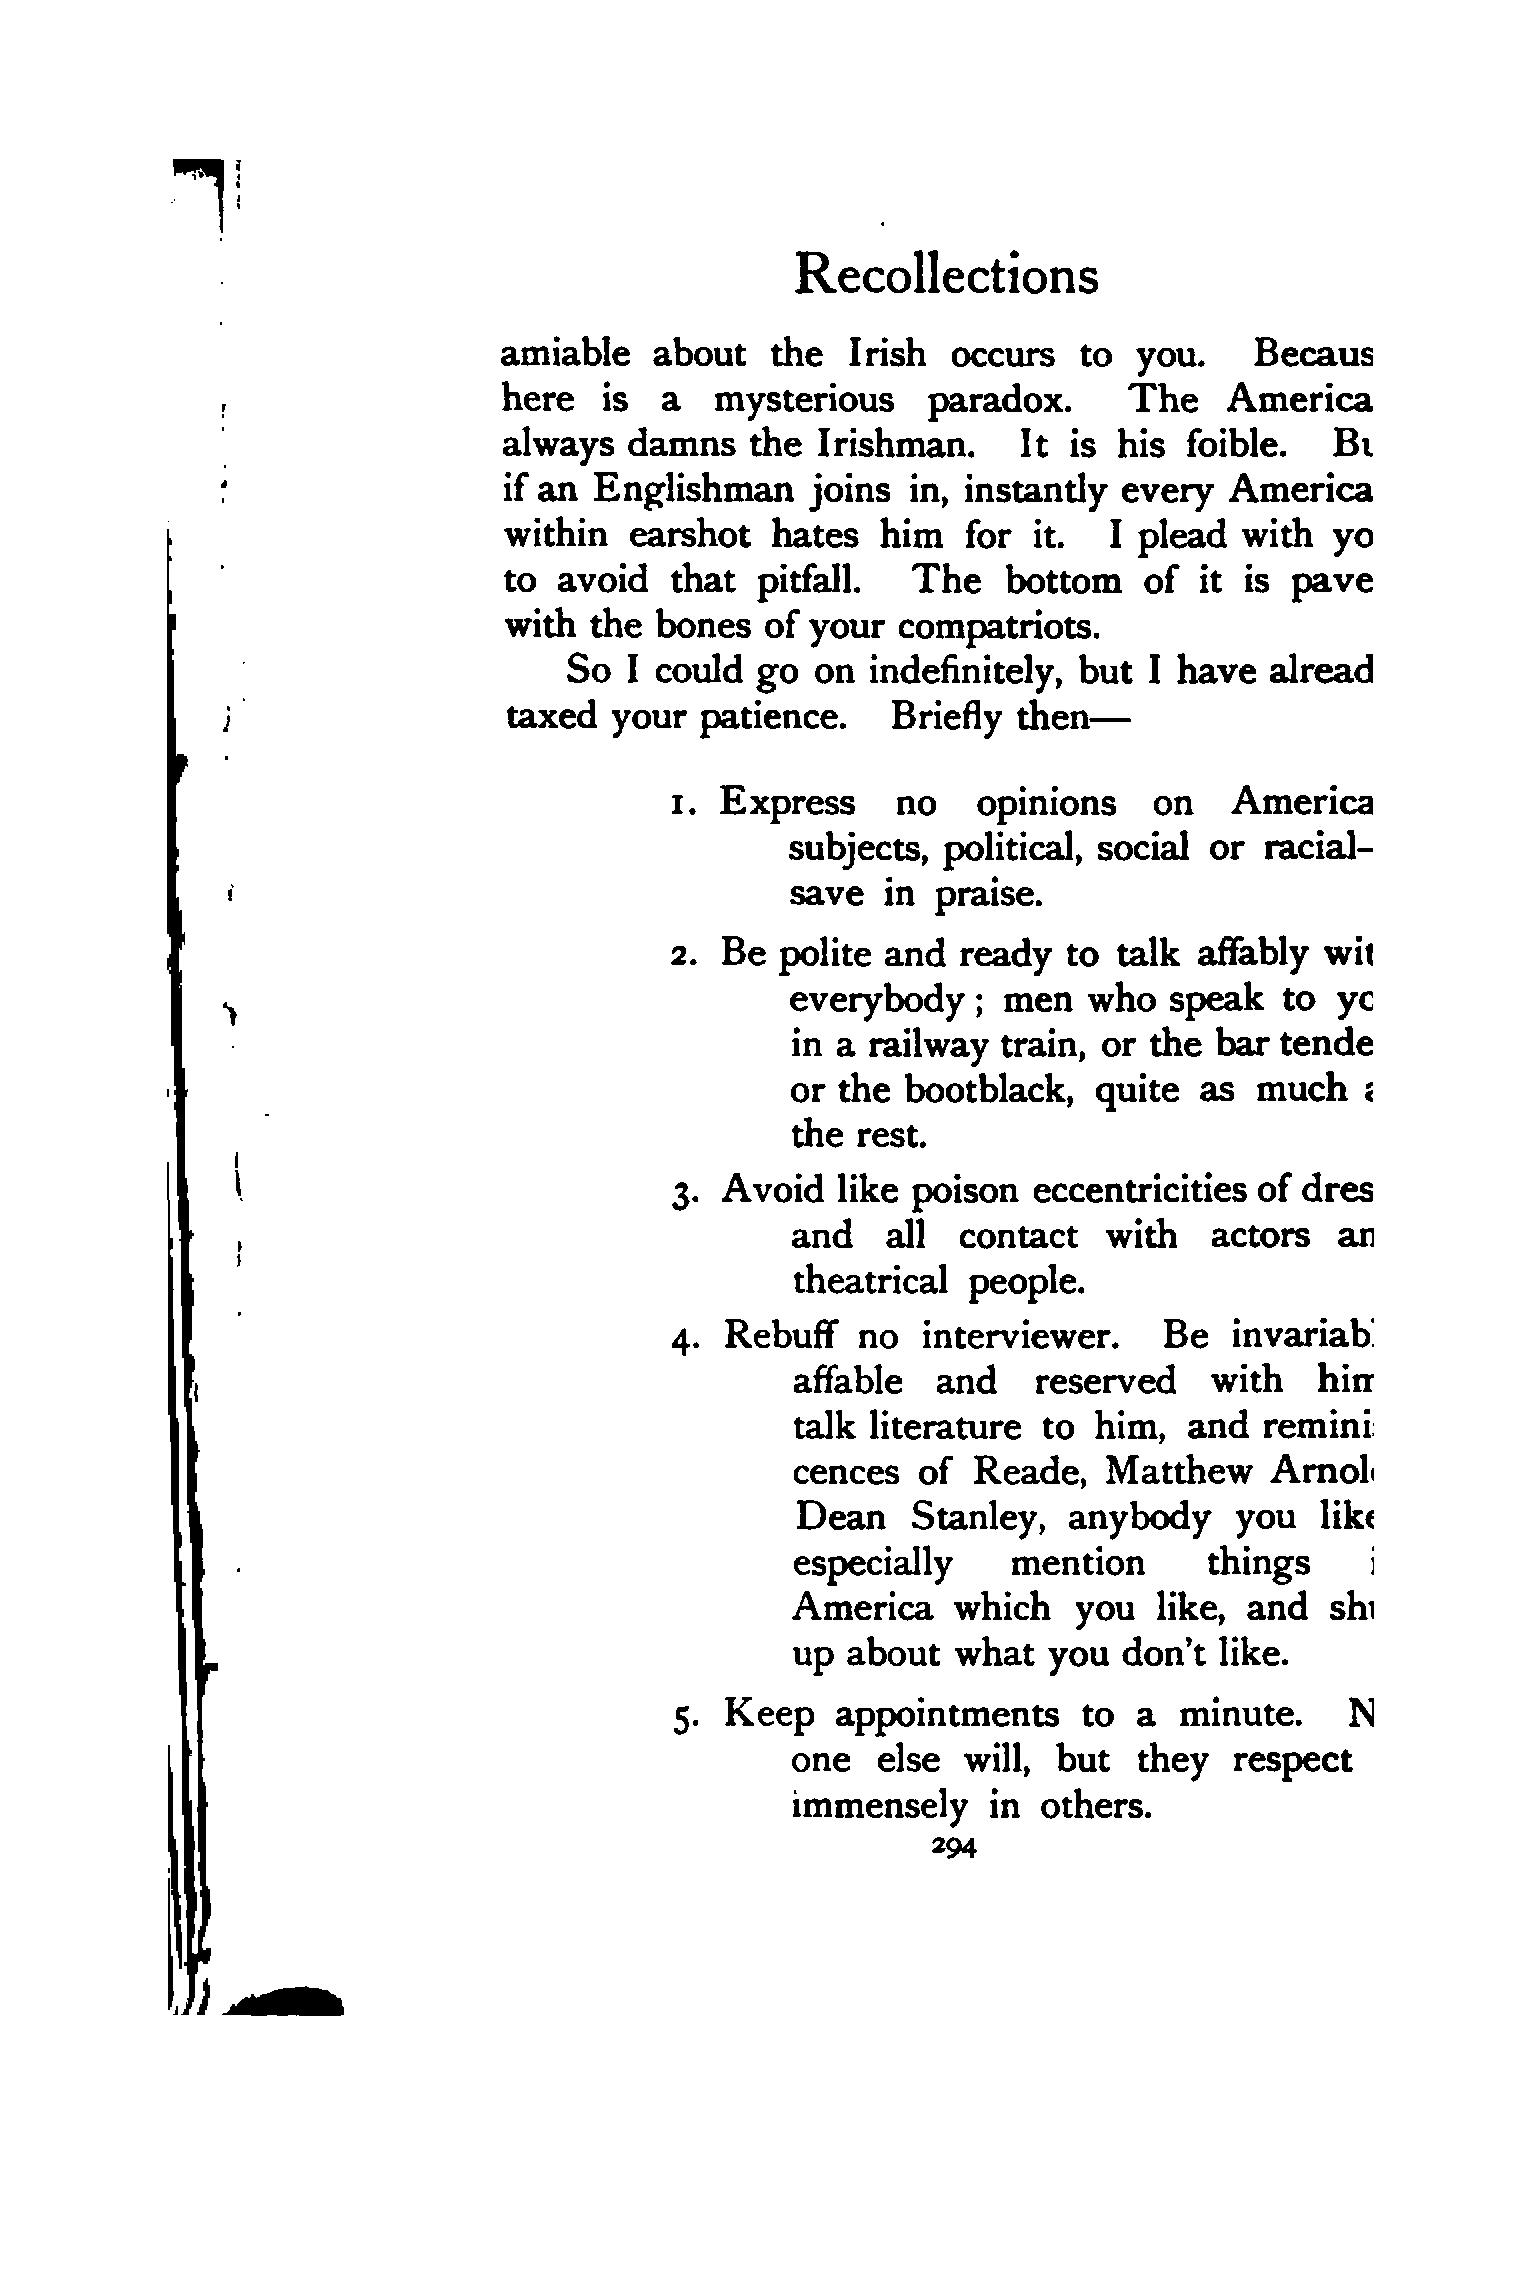 Recollections
amiable about the Irish occurs to you. Becaus
here is a mysterious paradox. The America
always damns the Irishman. It is his foible.
if an Englishman joins in, instantly every America
within earshot hates him for it. I plead with yo
to avoid that pitfall. The bottom of it is pave
with the bones of your compatriots.
So I could go on indefinitely, but I have alread
taxed your patience. Briefly then—
1. Express no opinions on America
subjects, political, social or racial-
save in praise.
2. Be polite and ready to talk affably wit
everybody; men who speak to
in a railway train, or the bar tende
or the bootblack, quite as much
the rest.
3. Avoid like poison eccentricities of dres
and all contact with actors an
theatrical people.
4. Rebuff no interviewer. Be invariab
affable and reserved with
talk literature to him, and remini
cences of Reade, Matthew Arnol
Dean Stanley, anybody you like
especially mention things
America which you like, and
up about what you don't like.
5. Keep appointments to a minute. N
one else will, but they respect
immensely in others.
294